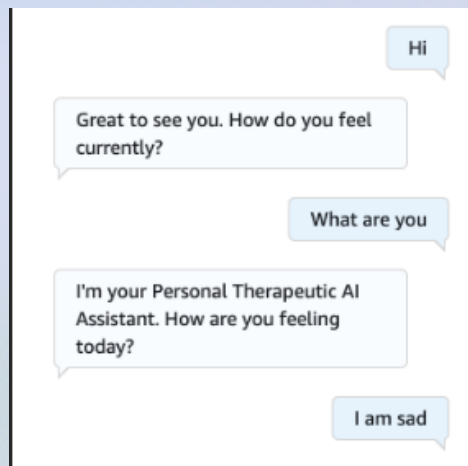 Hi
Great to see you. How do you feel
currently?
What are you
I'm your Personal Therapeutic AI
Assistant. How are you feeling
today?
I am sad